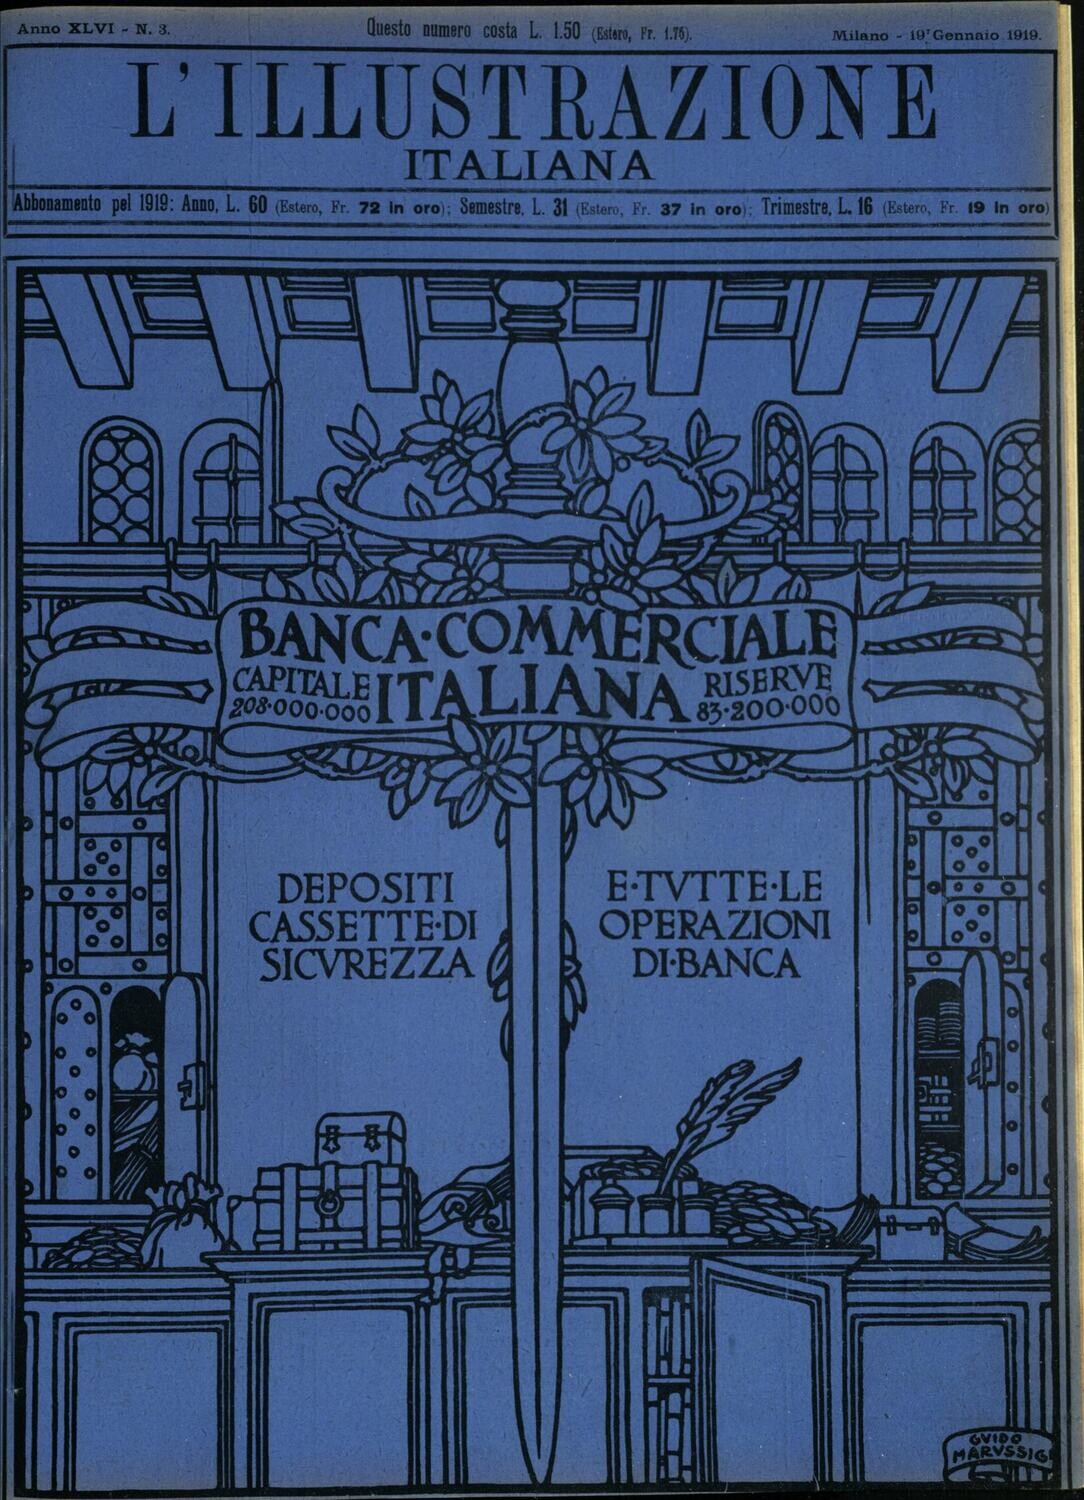 Anno XLVI - N. 3.
Questo numero costa L. 1.50 (Estero, Fr. 1.75).
Milano - 19 Gennaio 1919.
L'ILLUSTRAZIONE
ITALIANA
Abbonamento pel 1919: Anno, L. 60 (Estero, Fr. 72 in oro); Semestre, L. 31 (Estero, Fr. 37 in oro); Trimestre, L. 16 (Estero, Fr. 19 in oro)
BANCA·COMMERCIALE
ITALIANA
CAPITALE
208·000·000
RISERVE
83·200·000
DEPOSITI
CASSETTE·DI
SICVREZZA
E·TVTTE·LE
OPERAZIONI
DI·BANCA
GVIDO
MARVSSIG